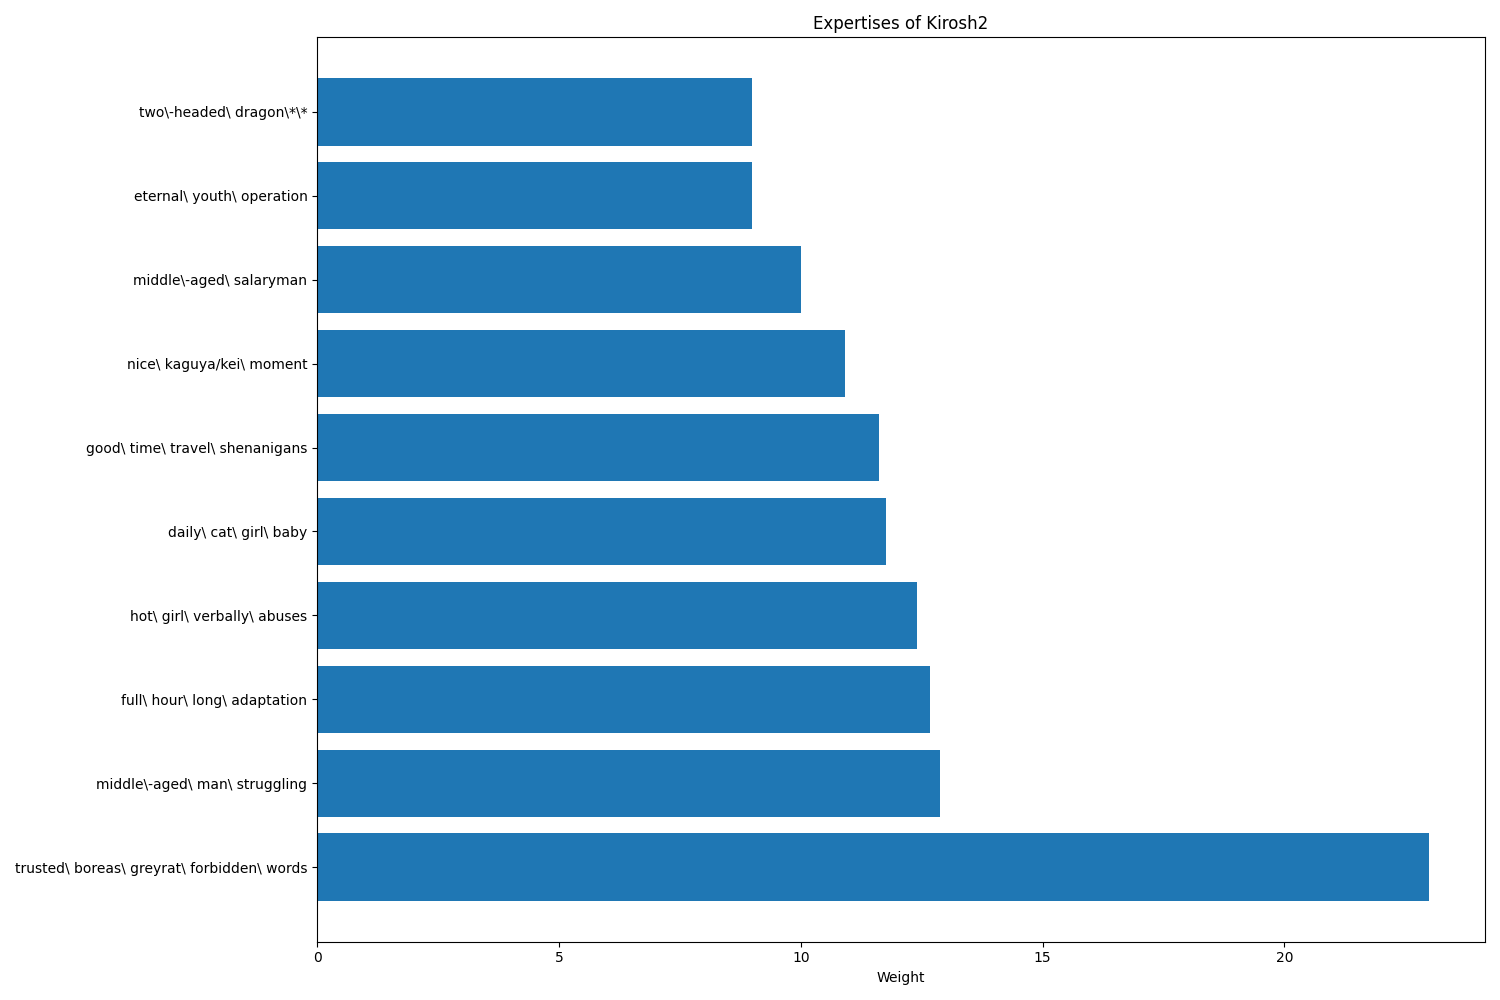 Expertises of Kirosh2
two\-headed\ dragon\*\*
eternal\ youth\ operation
middle\-aged\ salaryman
nice\ kaguya/kei\ moment
good\ time\ travel\ shenanigans
daily\ cat\ girl\ baby
hot\ girl\ verbally\ abuses
full\ hour\ long\ adaptation
middle\-aged\ man\ struggling
trusted\ boreas\ greyrat\ forbidden\ words
0 5 10 15 20
Weight